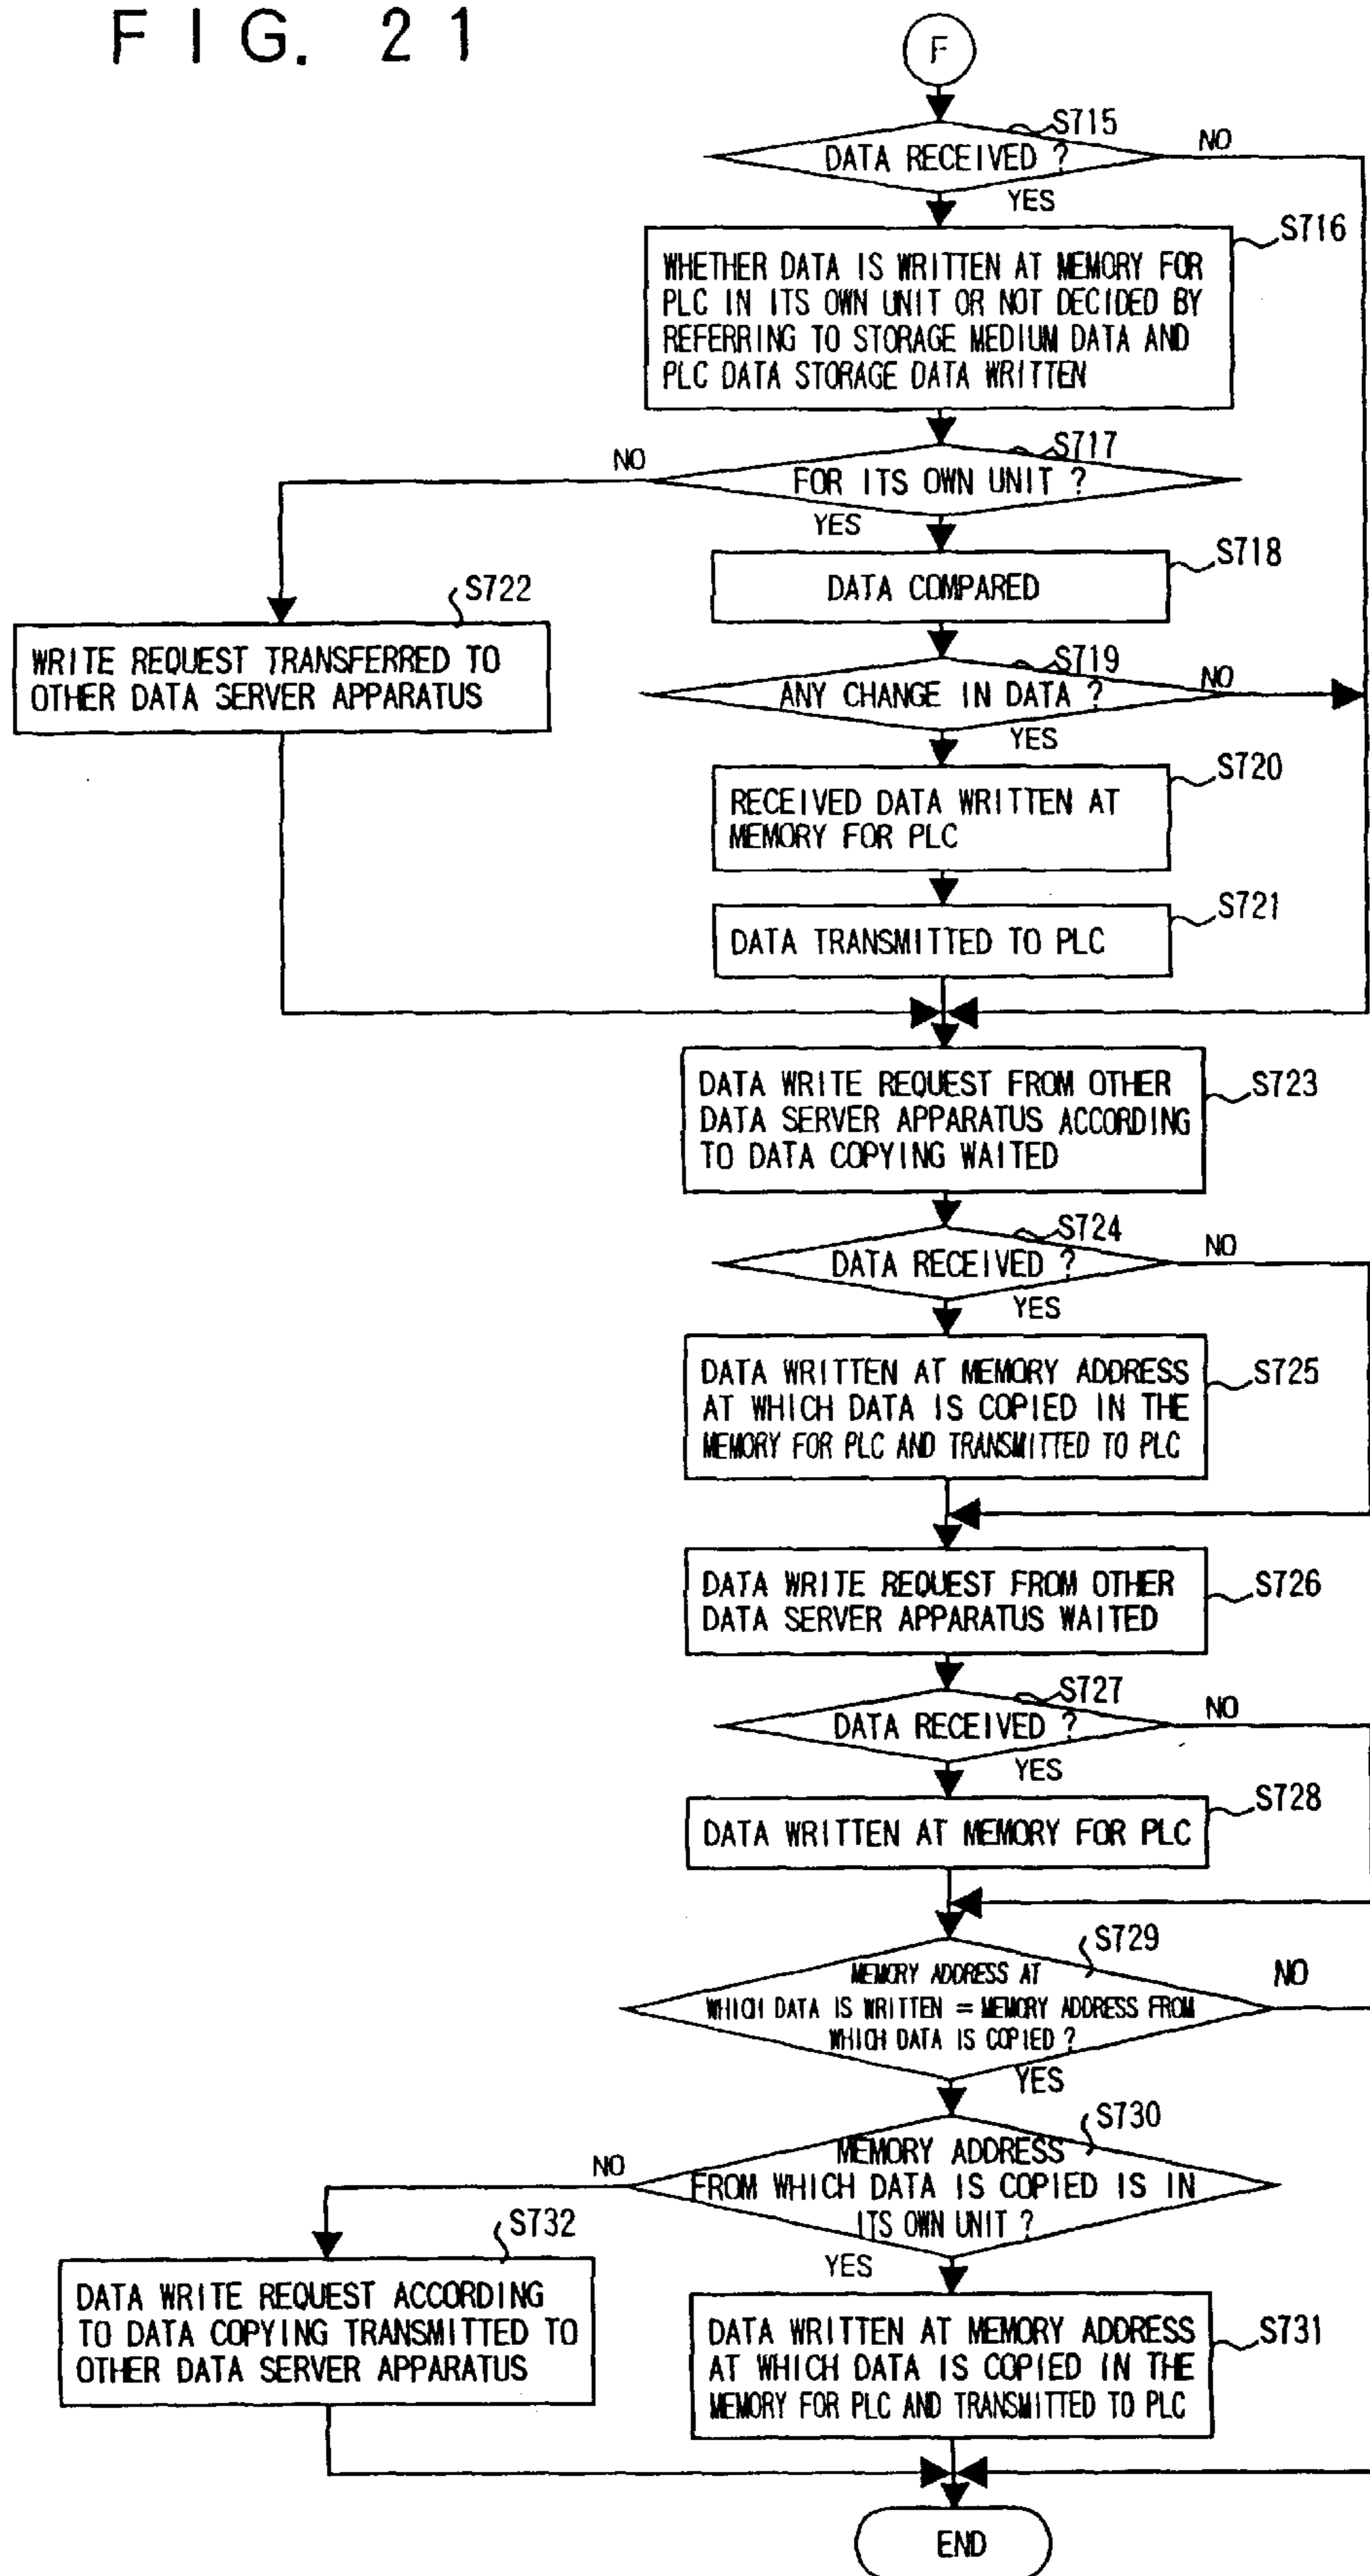 FIG. 21
F
S715
DATA RECEIVED ?
NO
YES
S716
WHETHER DATA IS WRITTEN AT MEMORY FOR
PLC IN ITS OWN UNIT OR NOT DECIDED BY
REFERRING TO STORAGE MEDIUM DATA AND
PLC DATA STORAGE DATA WRITTEN
S717
NO
FOR ITS OWN UNIT ?
YES
S718
DATA COMPARED
S722
WRITE REQUEST TRANSFERRED TO
OTHER DATA SERVER APPARATUS
S719
NO
ANY CHANGE IN DATA ?
YES
S720
RECEIVED DATA WRITTEN AT
MEMORY FOR PLC
S721
DATA TRANSMITTED TO PLC
S723
DATA WRITE REQUEST FROM OTHER
DATA SERVER APPARATUS ACCORDING
TO DATA COPYING WAITED
S724
NO
DATA RECEIVED ?
YES
S725
DATA WRITTEN AT MEMORY ADDRESS
AT WHICH DATA IS COPIED IN THE
MEMORY FOR PLC AND TRANSMITTED TO PLC
S726
DATA WRITE REQUEST FROM OTHER
DATA SERVER APPARATUS WAITED
S727
NO
DATA RECEIVED ?
YES
S728
DATA WRITTEN AT MEMORY FOR PLC
S729
NO
MEMORY ADDRESS AT
WHICH DATA IS WRITTEN = MEMORY ADDRESS FROM
WHICH DATA IS COPIED ?
YES
S730
NO
MEMORY ADDRESS
FROM WHICH DATA IS COPIED IS IN
ITS OWN UNIT ?
YES
S732
DATA WRITE REQUEST ACCORDING
TO DATA COPYING TRANSMITTED TO
OTHER DATA SERVER APPARATUS
S731
DATA WRITTEN AT MEMORY ADDRESS
AT WHICH DATA IS COPIED IN THE
MEMORY FOR PLC AND TRANSMITTED TO PLC
END